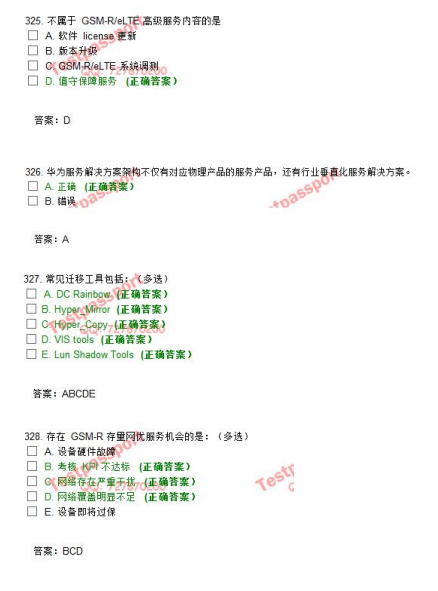 325. 不属于 GSM-R/eLTE 高级服务内容的是
A. 软件 license 更新
B. 版本升级
C. GSM-R/eLTE 系统调测
D. 值守保障服务 (正确答案)
答案：D
326. 华为服务解决方案架构不仅有对应物理产品的服务产品，还有行业垂直化服务解决方案。
A. 正确 (正确答案)
B. 错误
答案：A
327. 常见迁移工具包括：（多选）
A. DC Rainbow (正确答案)
B. Hyper_Mirror (正确答案)
C. Hyper_Copy (正确答案)
D. VIS tools (正确答案)
E. Lun Shadow Tools (正确答案)
答案：ABCDE
328. 存在 GSM-R 存量网优服务机会的是：（多选）
A. 设备硬件故障
B. 考核 KPI 不达标 (正确答案)
C. 网络存在严重干扰 (正确答案)
D. 网络覆盖明显不足 (正确答案)
E. 设备即将过保
答案：BCD